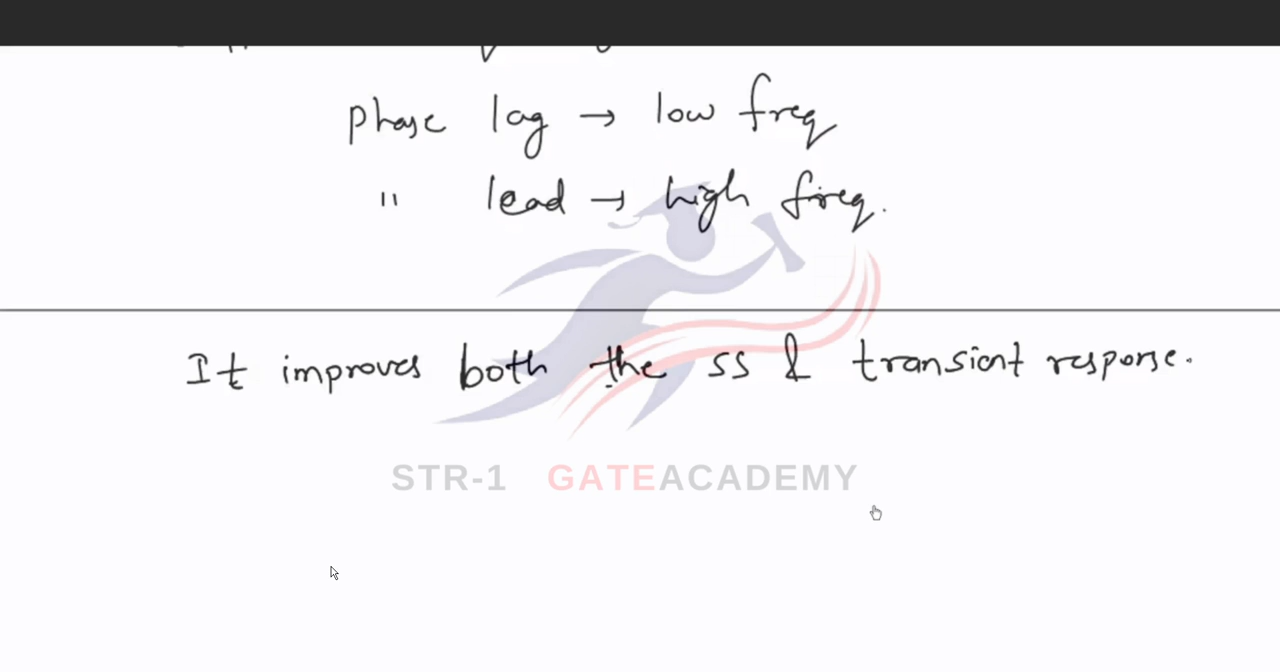 phase lag → low freq
" lead → high freq.
It improves both the ss & transient response.
STR-1 GATEACADEMY